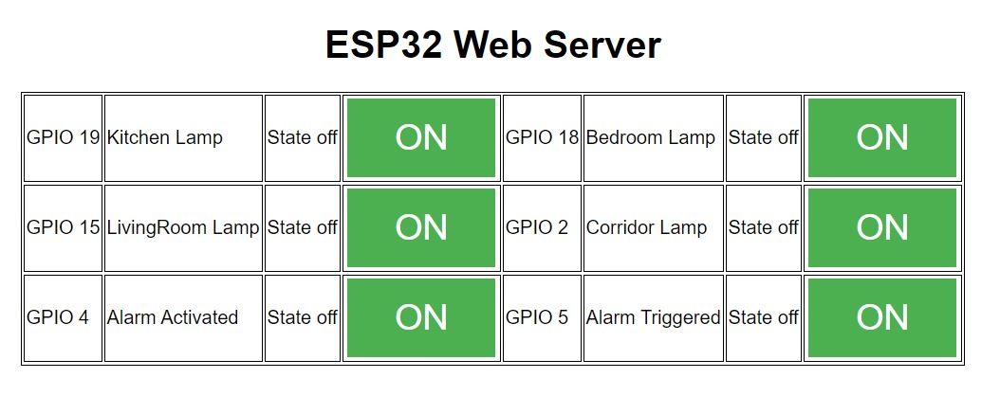 ESP32 Web Server
GPIO 19 Kitchen Lamp State off ON GPIO 18 Bedroom Lamp State off ON
GPIO 15 LivingRoom Lamp State off ON GPIO 2 Corridor Lamp State off ON
GPIO 4 Alarm Activated State off ON GPIO 5 Alarm Triggered State off ON